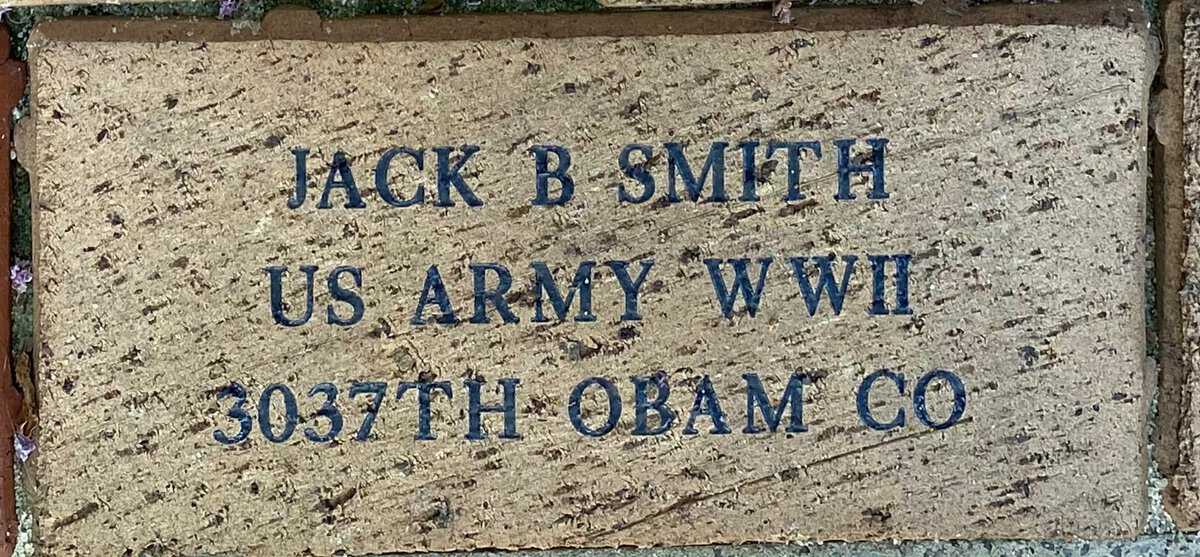 JACK B SMITH
US ARMY WWII
3037TH OBAM CO